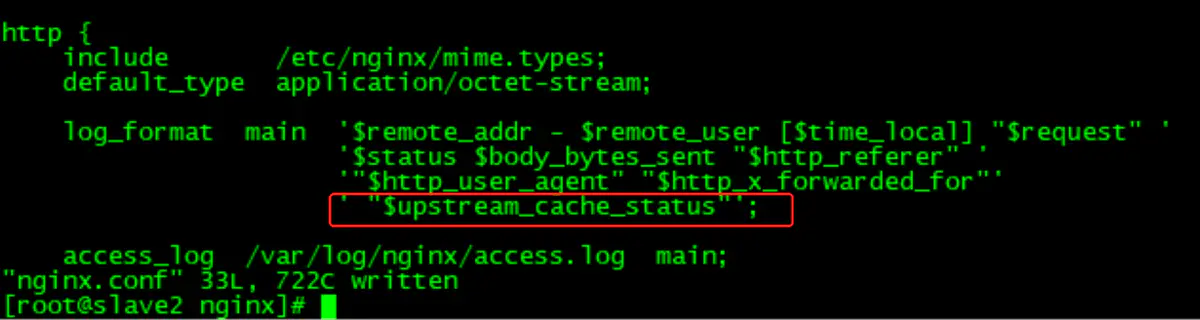 http {
    include       /etc/nginx/mime.types;
    default_type  application/octet-stream;
    log_format  main  '$remote_addr - $remote_user [$time_local] "$request" '
                      '$status $body_bytes_sent "$http_referer" '
                      '"$http_user_agent" "$http_x_forwarded_for"'
                      ' "$upstream_cache_status"';
    access_log  /var/log/nginx/access.log  main;
"nginx.conf" 33L, 722C written
[root@slave2 nginx]#